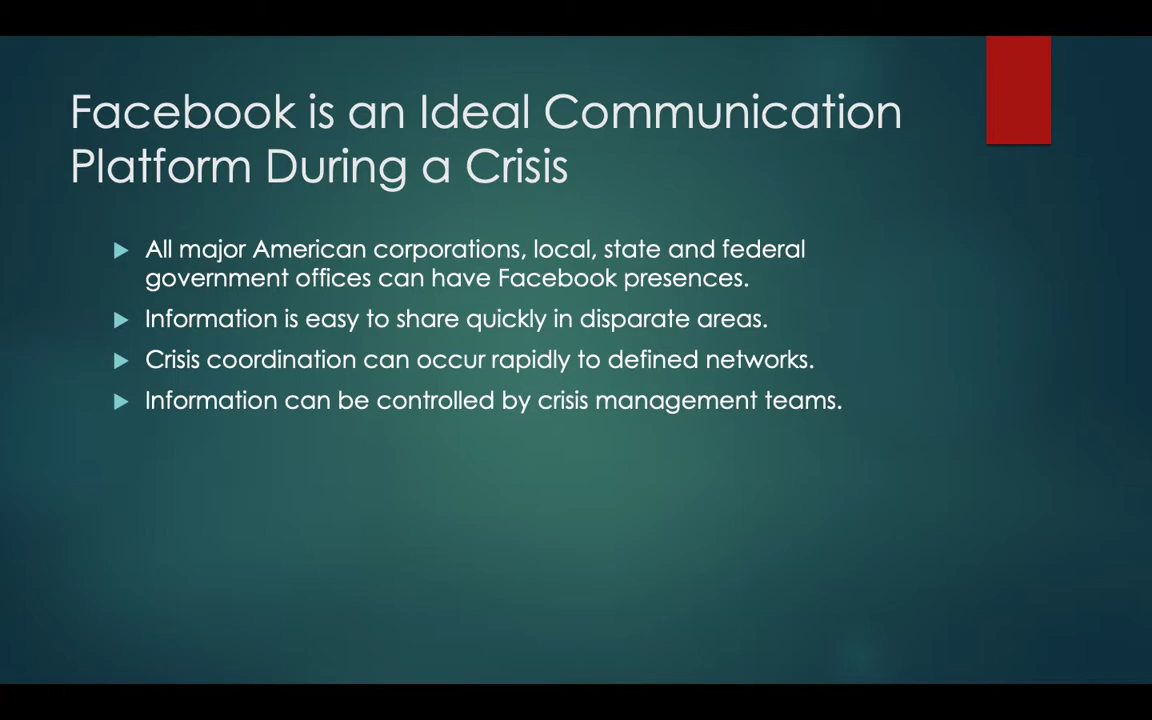 Facebook is an Ideal Communication
Platform During a Crisis
All major American corporations, local, state and federal
government offices can have Facebook presences.
Information is easy to share quickly in disparate areas.
Crisis coordination can occur rapidly to defined networks.
Information can be controlled by crisis management teams.